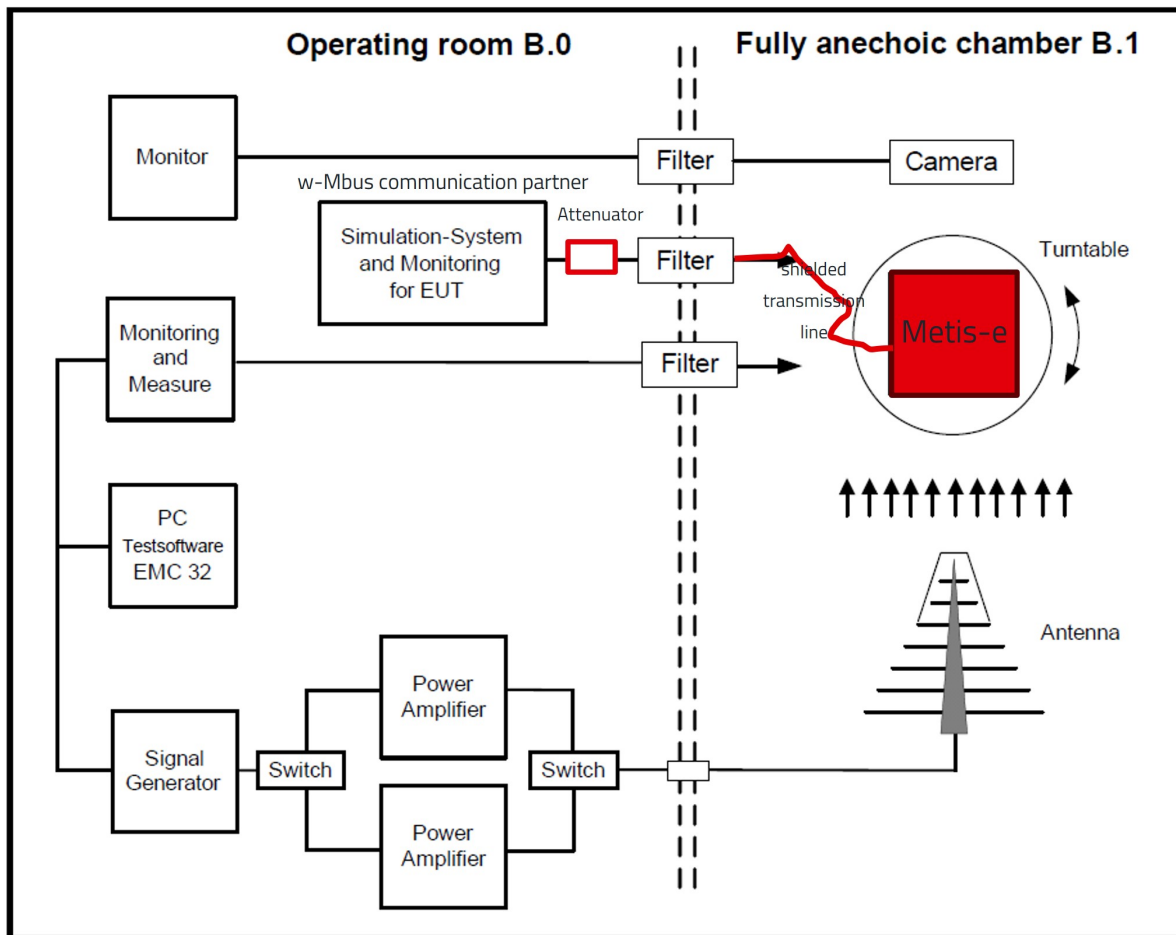 Operating room B.0
Fully anechoic chamber B.1
Monitor
Filter
Camera
w-Mbus communication partner
Attenuator
Simulation-System
and Monitoring
for EUT
Filter
shielded
transmission
line
Metis-e
Turntable
Monitoring
and
Measure
Filter
PC
Testsoftware
EMC 32
Antenna
Power
Amplifier
Signal
Generator
Switch
Switch
Power
Amplifier